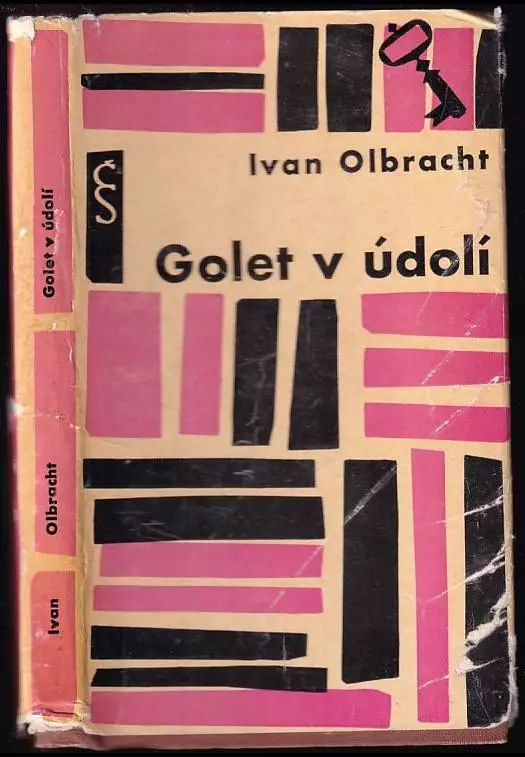 Ivan Olbracht
Golet v údolí
Ivan Olbracht Golet v údolí